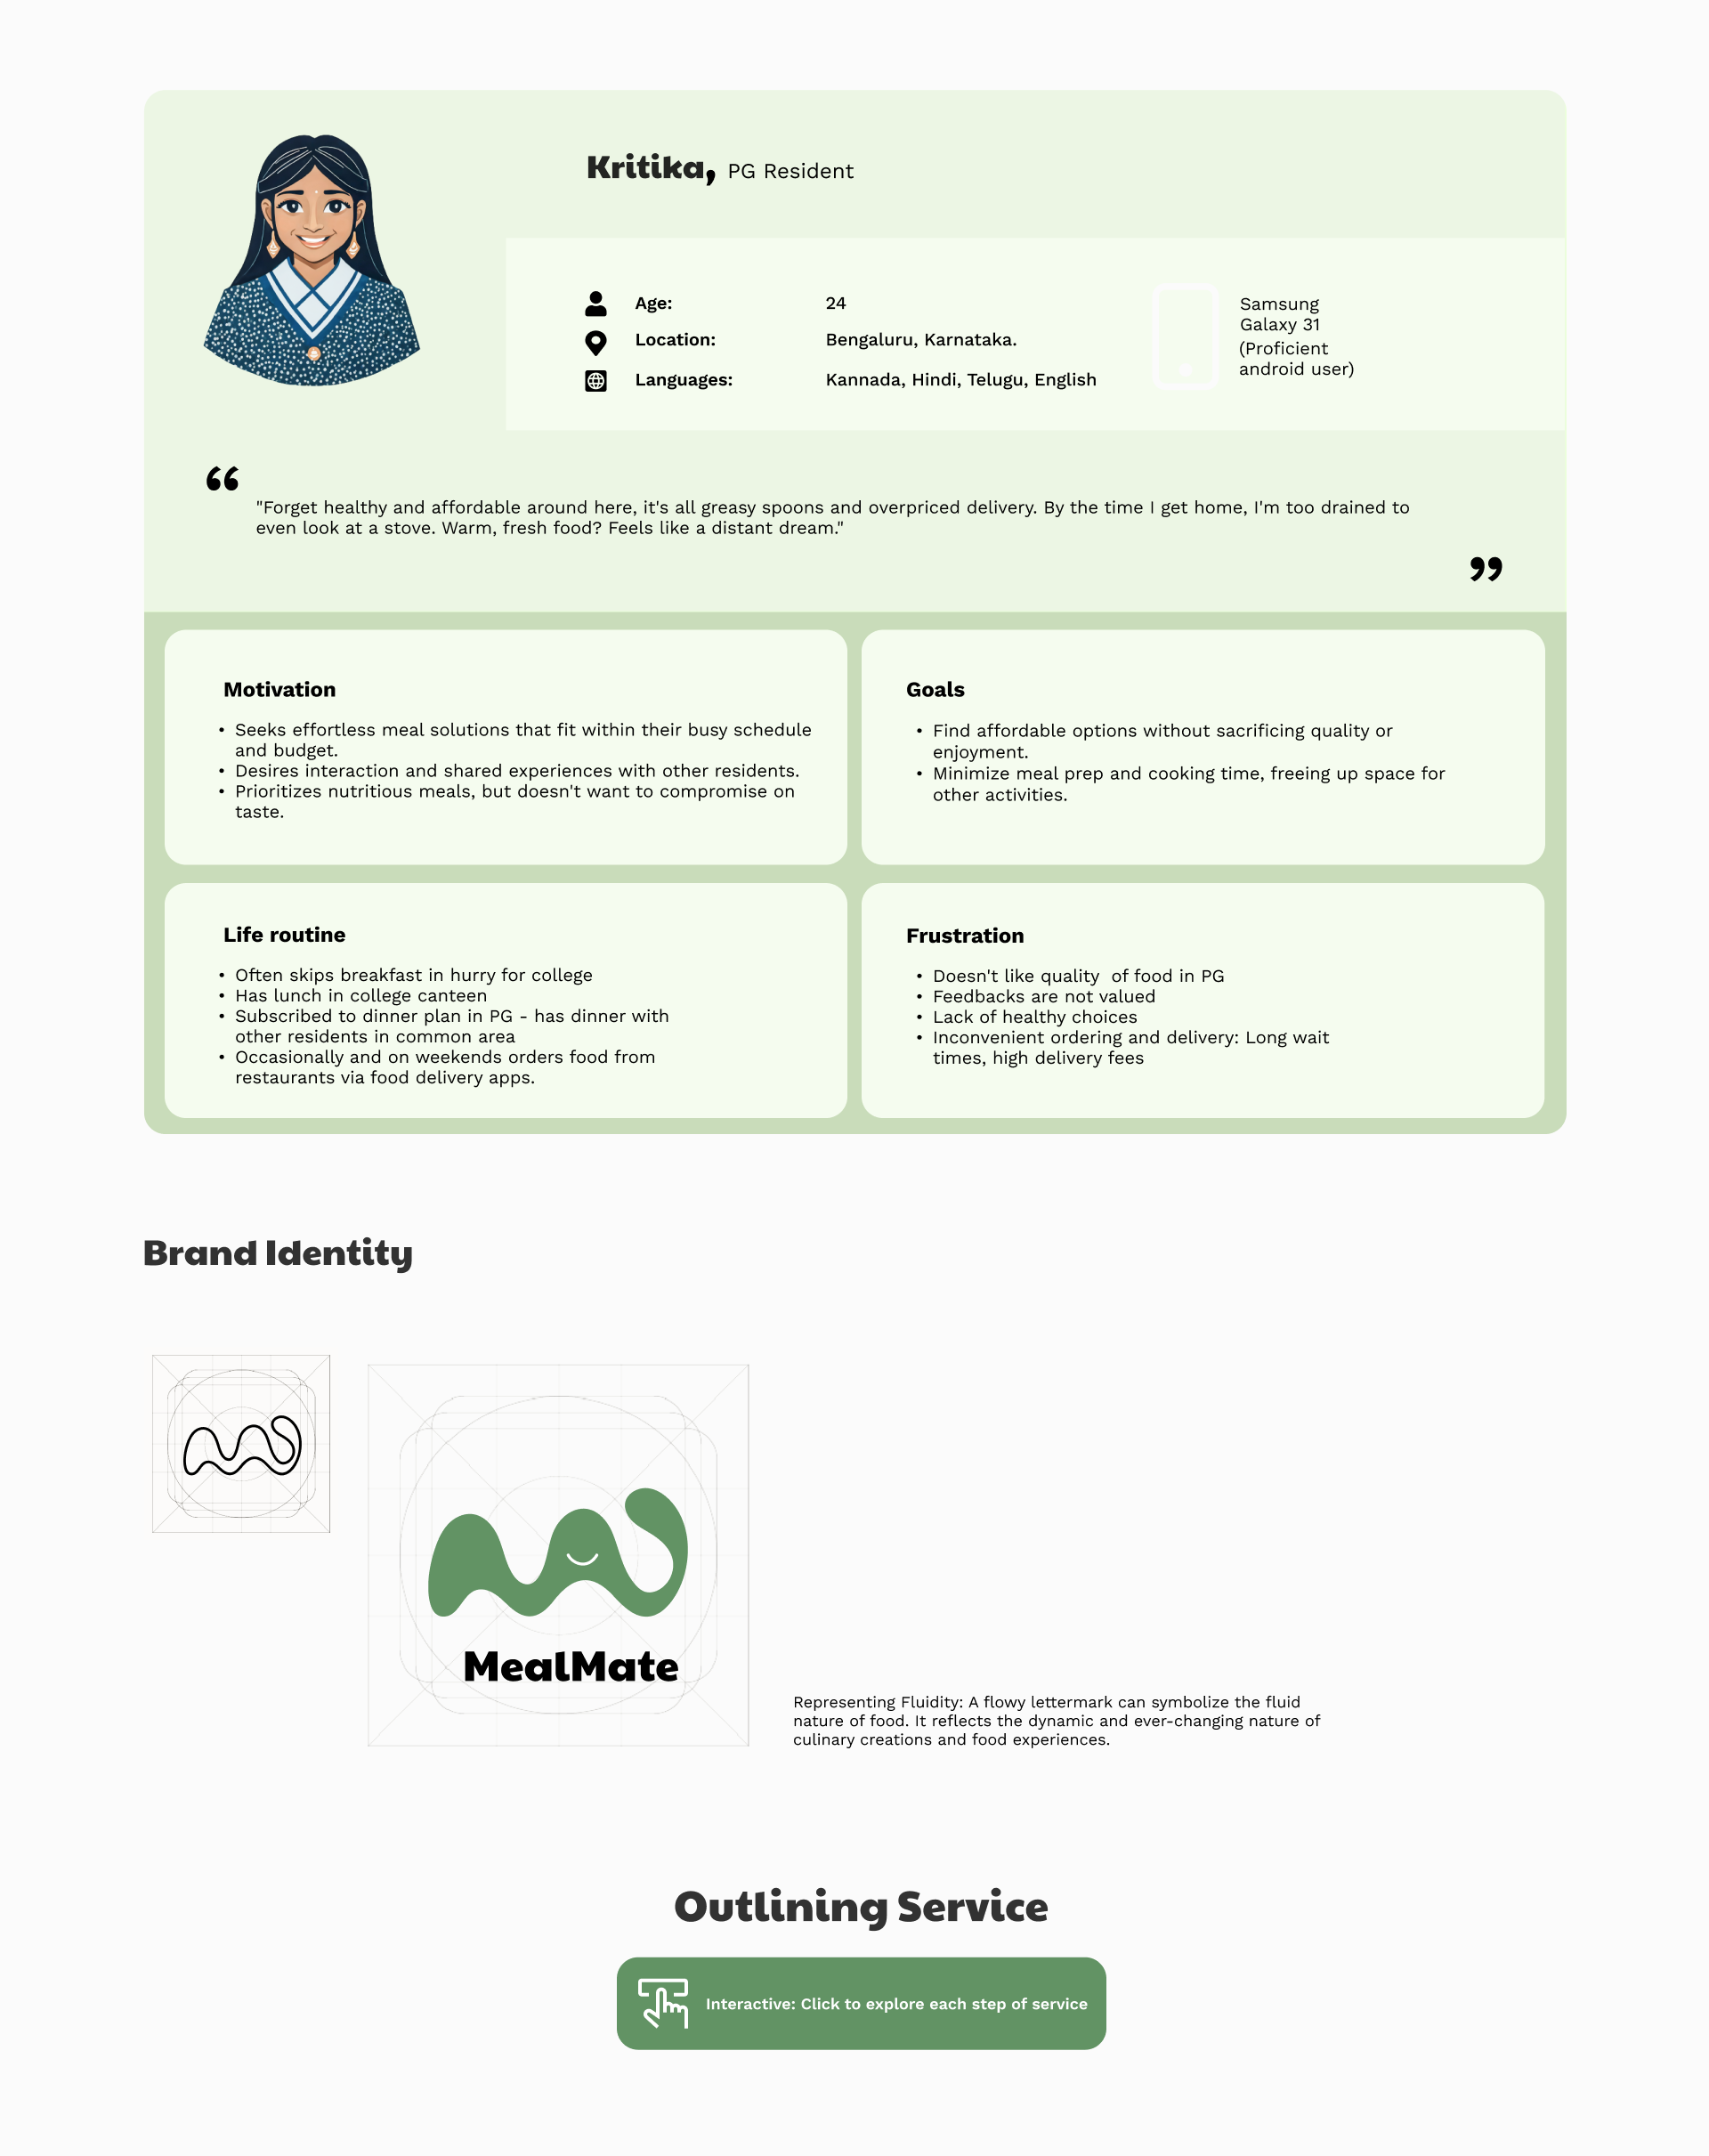 Kritika, PG Resident
Age: 24
Location: Bengaluru, Karnataka.
Languages: Kannada, Hindi, Telugu, English
Samsung
Galaxy 31
(Proficient
android user)
“
"Forget healthy and affordable around here, it's all greasy spoons and overpriced delivery. By the time I get home, I'm too drained to
even look at a stove. Warm, fresh food? Feels like a distant dream."
”
Motivation
• Seeks effortless meal solutions that fit within their busy schedule
and budget.
• Desires interaction and shared experiences with other residents.
• Prioritizes nutritious meals, but doesn't want to compromise on
taste.
Goals
• Find affordable options without sacrificing quality or
enjoyment.
• Minimize meal prep and cooking time, freeing up space for
other activities.
Life routine
• Often skips breakfast in hurry for college
• Has lunch in college canteen
• Subscribed to dinner plan in PG - has dinner with
other residents in common area
• Occasionally and on weekends orders food from
restaurants via food delivery apps.
Frustration
• Doesn't like quality  of food in PG
• Feedbacks are not valued
• Lack of healthy choices
• Inconvenient ordering and delivery: Long wait
times, high delivery fees
Brand Identity
MealMate
Representing Fluidity: A flowy lettermark can symbolize the fluid
nature of food. It reflects the dynamic and ever-changing nature of
culinary creations and food experiences.
Outlining Service
Interactive: Click to explore each step of service